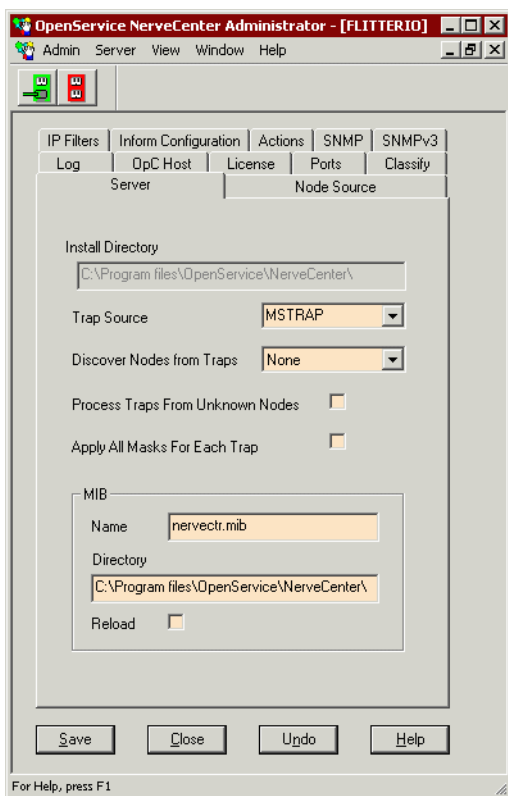 OpenService NerveCenter Administrator - [FLITTERIO]
Admin Server View Window Help
IP Filters Inform Configuration Actions SNMP SNMPv3
Log OpC Host License Ports Classify
Server Node Source
Install Directory
C:\Program files\OpenService\NerveCenter\
Trap Source MSTRAP
Discover Nodes from Traps None
Process Traps From Unknown Nodes
Apply All Masks For Each Trap
MIB
Name nervectr.mib
Directory
C:\Program files\OpenService\NerveCenter\
Reload
Save Close Undo Help
For Help, press F1